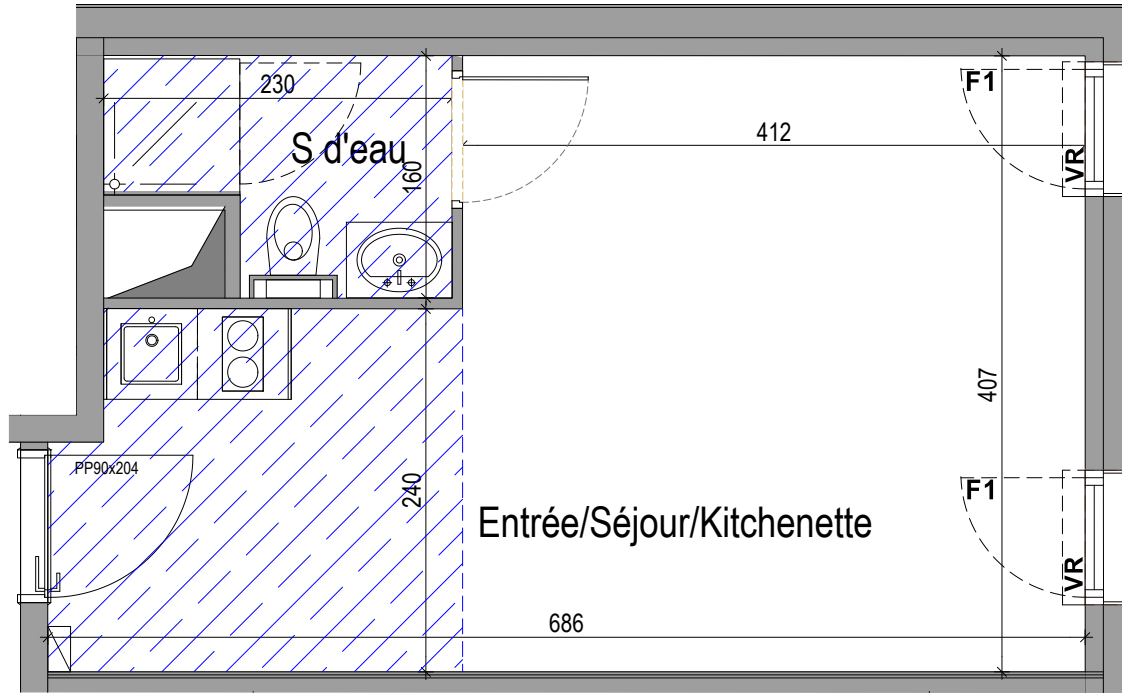 230
F1
412
S d'eau
160
VR
407
PP90x204
240
F1
Entrée/Séjour/Kitchenette
VR
686